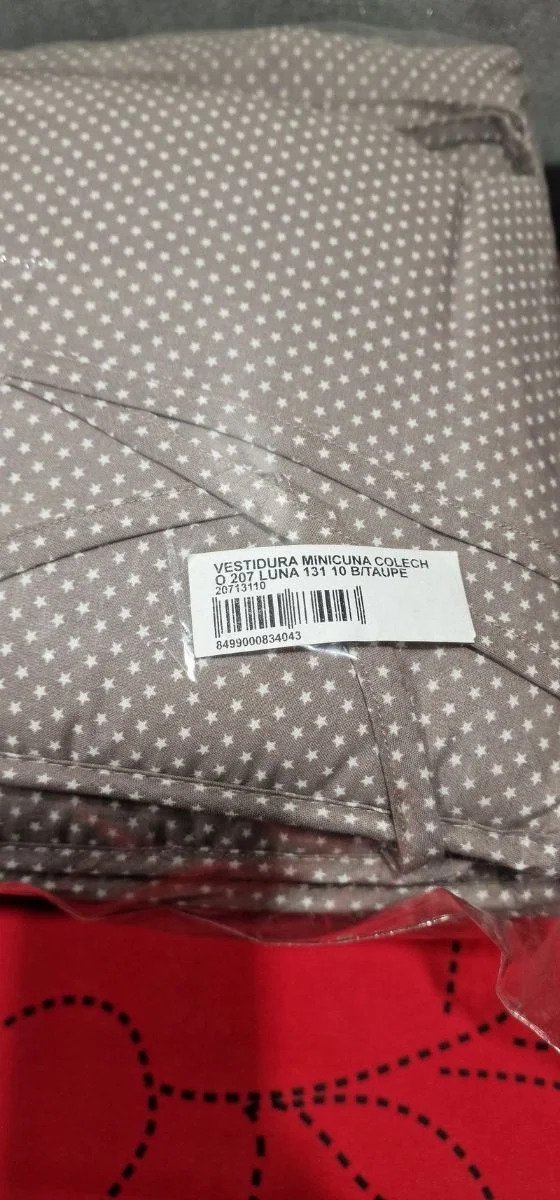 VESTIDURA MiNICUNA COLECH
O 207 LUNA 131 10 B/TAUPE
20713110
8499000834043